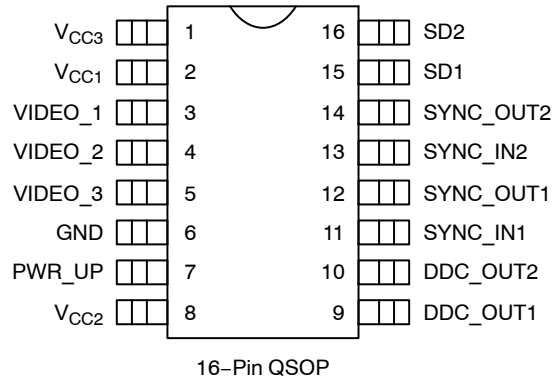 VCC3 1 16 SD2
VCC1 2 15 SD1
VIDEO_1 3 14 SYNC_OUT2
VIDEO_2 4 13 SYNC_IN2
VIDEO_3 5 12 SYNC_OUT1
GND 6 11 SYNC_IN1
PWR_UP 7 10 DDC_OUT2
VCC2 8 9 DDC_OUT1
16−Pin QSOP